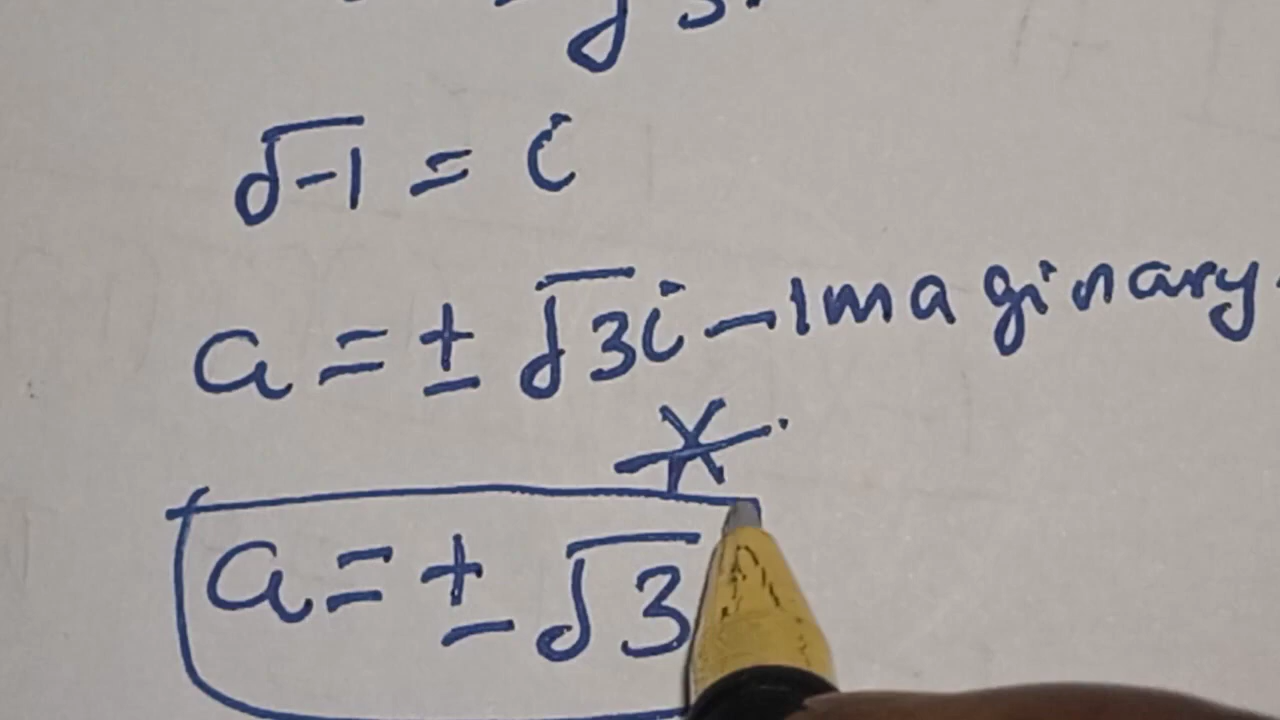 √-1 = i
a = ± √3i - Imaginary.
a = ± √3